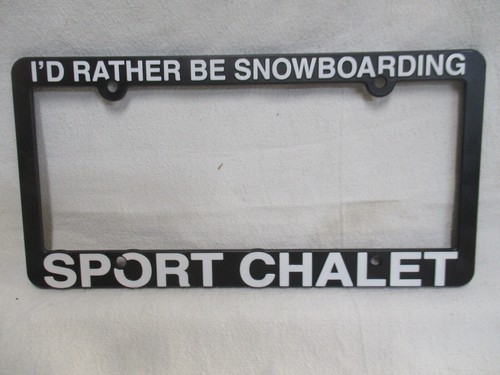 I'D RATHER BE SNOWBOARDING
SPORT CHALET